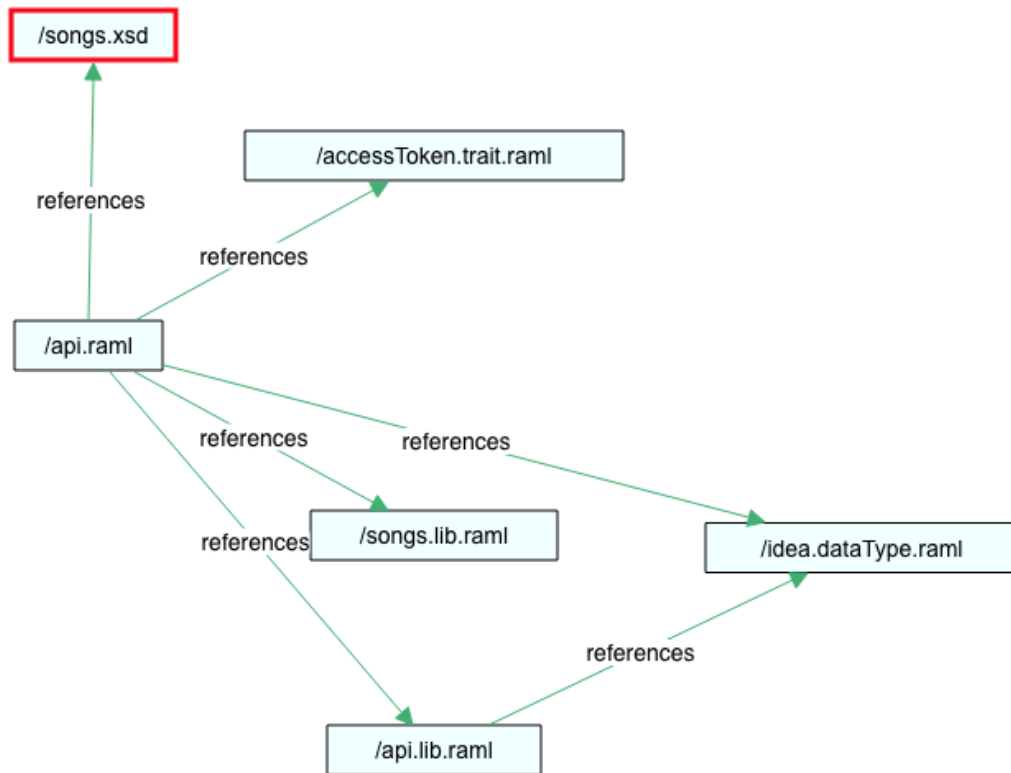 /songs.xsd
/accessToken.trait.raml
references
references
/api.raml
references
references
/songs.lib.raml
references
/idea.dataType.raml
references
/api.lib.raml